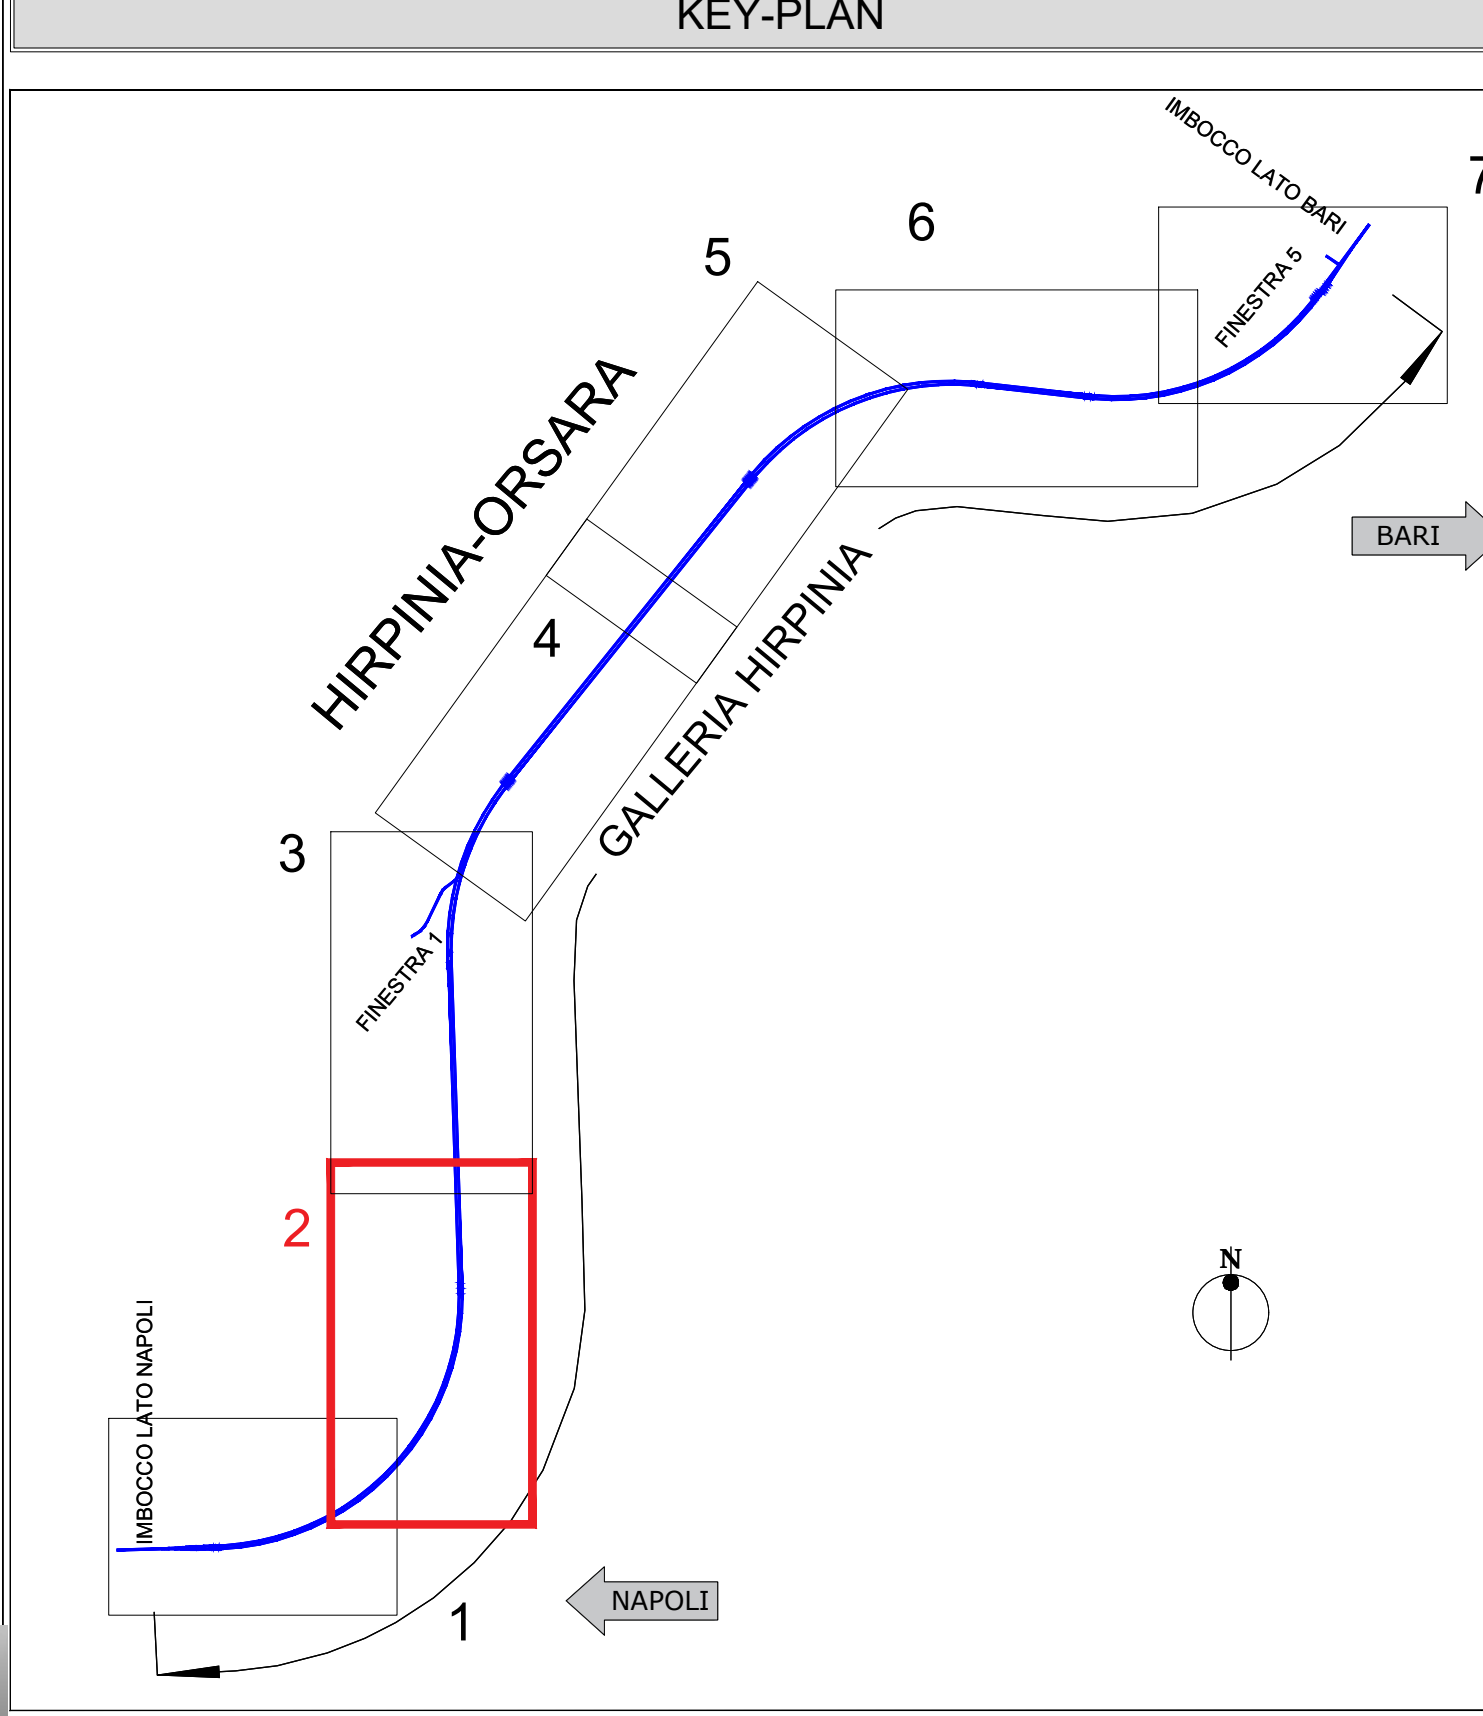 KEY-PLAN
IMBOCCO LATO BARI
7
6
5
FINESTRA 5
HIRPINIA-ORSARA
BARI
4
GALLERIA HIRPINIA
3
FINESTRA 1
2
N
IMBOCCO LATO NAPOLI
NAPOLI
1